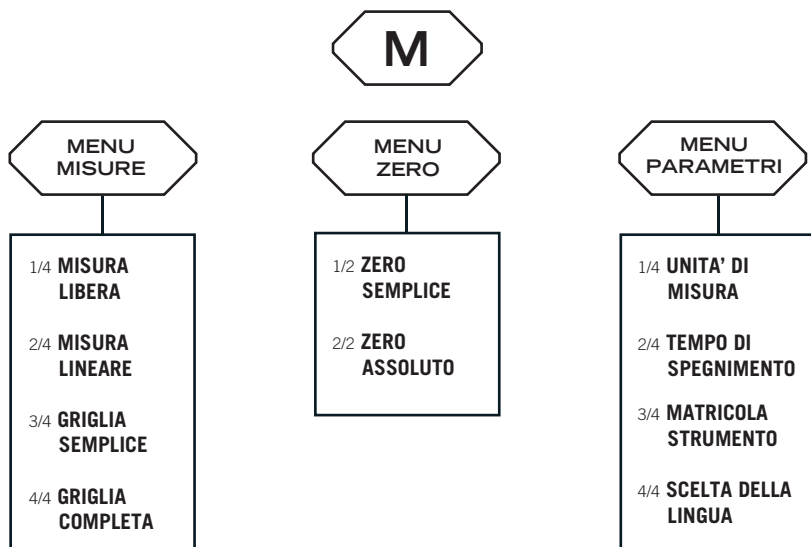 M
MENU
MISURE
1/4 MISURA
LIBERA
2/4 MISURA
LINEARE
3/4 GRIGLIA
SEMPLICE
4/4 GRIGLIA
COMPLETA
MENU
ZERO
1/2 ZERO
SEMPLICE
2/2 ZERO
ASSOLUTO
MENU
PARAMETRI
1/4 UNITA' DI
MISURA
2/4 TEMPO DI
SPEGNIMENTO
3/4 MATRICOLA
STRUMENTO
4/4 SCELTA DELLA
LINGUA